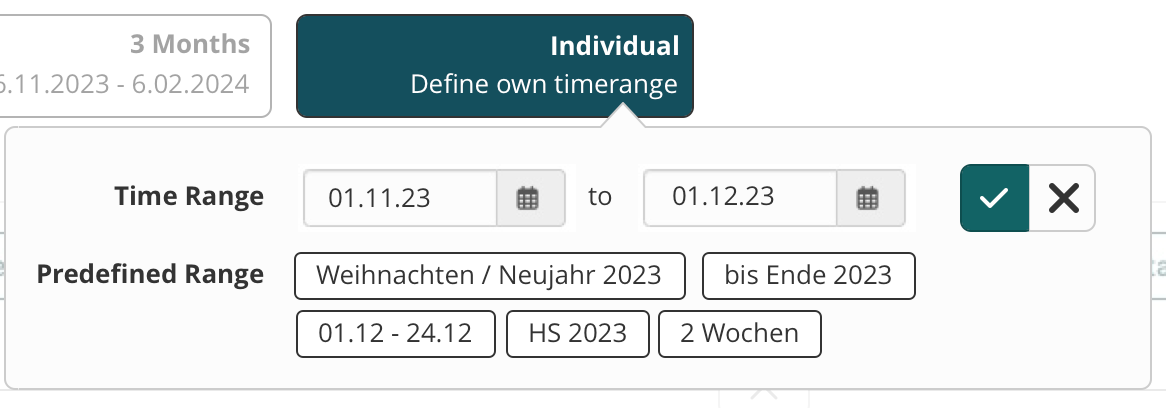 3 Months
6.11.2023 - 6.02.2024
Individual
Define own timerange
Time Range 01.11.23 to 01.12.23
Predefined Range Weihnachten / Neujahr 2023 bis Ende 2023
01.12 - 24.12 HS 2023 2 Wochen